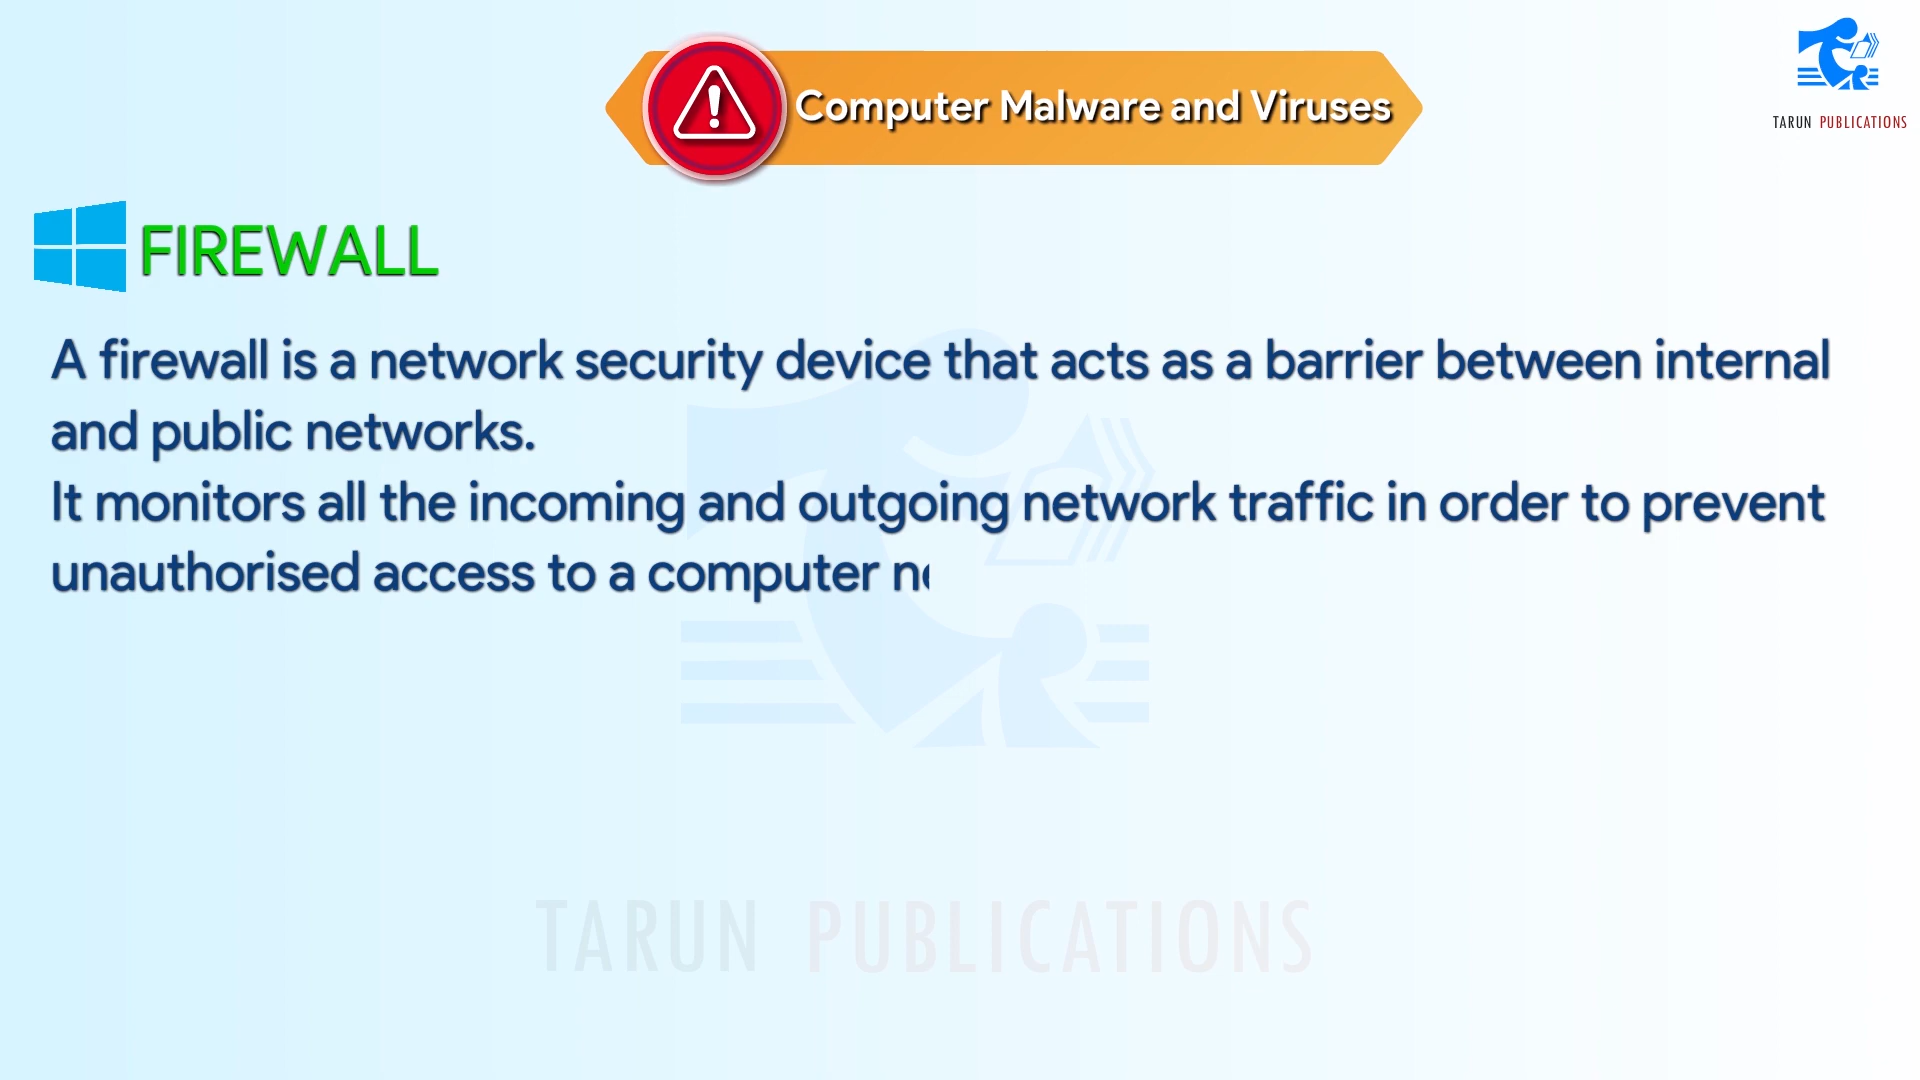 Computer Malware and Viruses
TARUN PUBLICATIONS
FIREWALL
A firewall is a network security device that acts as a barrier between internal
and public networks.
It monitors all the incoming and outgoing network traffic in order to prevent
unauthorised access to a computer
TARUN PUBLICATIONS